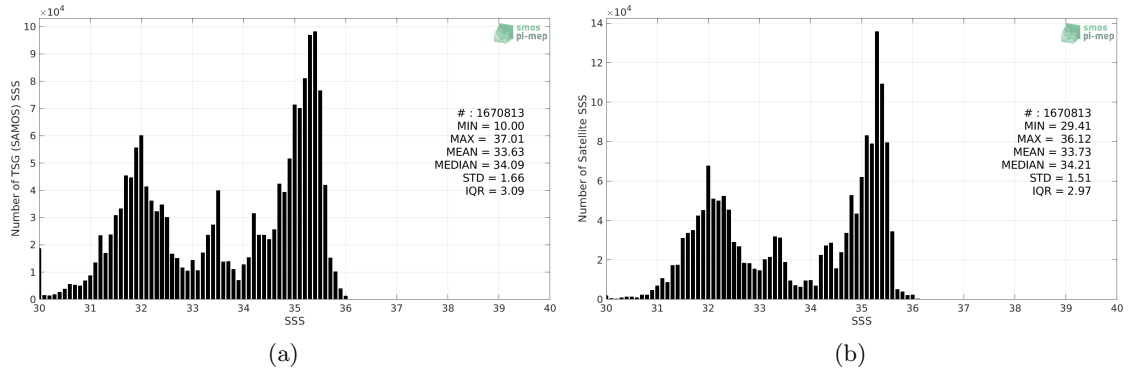 ×10⁴
10
9
8
7
6
5
4
3
2
1
0
30
31
32
33
34
35
36
37
38
39
40
SSS
Number of TSG (SAMOS) SSS
smos
pi-mep
# : 1670813
MIN = 10.00
MAX = 37.01
MEAN = 33.63
MEDIAN = 34.09
STD = 1.66
IQR = 3.09
(a)
×10⁴
14
12
10
8
6
4
2
0
30
31
32
33
34
35
36
37
38
39
40
SSS
Number of Satellite SSS
smos
pi-mep
# : 1670813
MIN = 29.41
MAX = 36.12
MEAN = 33.73
MEDIAN = 34.21
STD = 1.51
IQR = 2.97
(b)